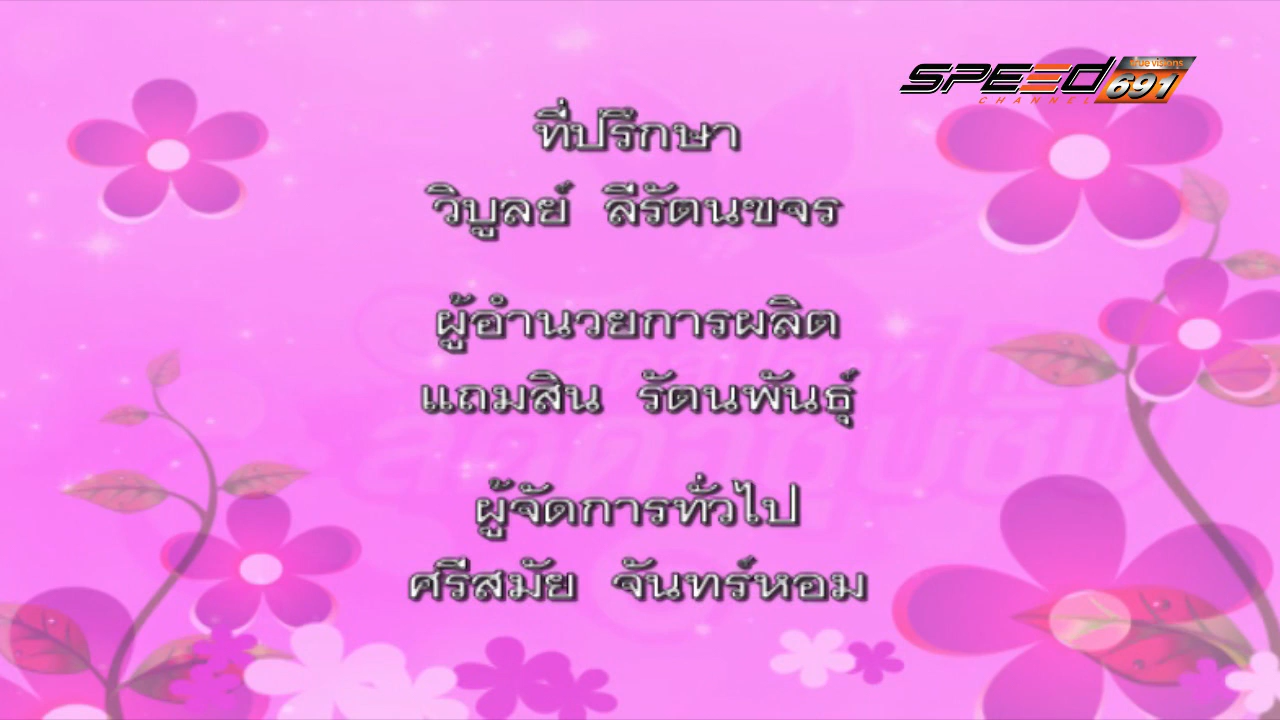 SPEED
true visions
691
CHANNEL
ที่ปรึกษา
วิบูลย์ ลีรัตนขจร
ผู้อำนวยการผลิต
แถมสิน รัตนพันธุ์
ผู้จัดการทั่วไป
ศรีสมัย จันทร์หอม